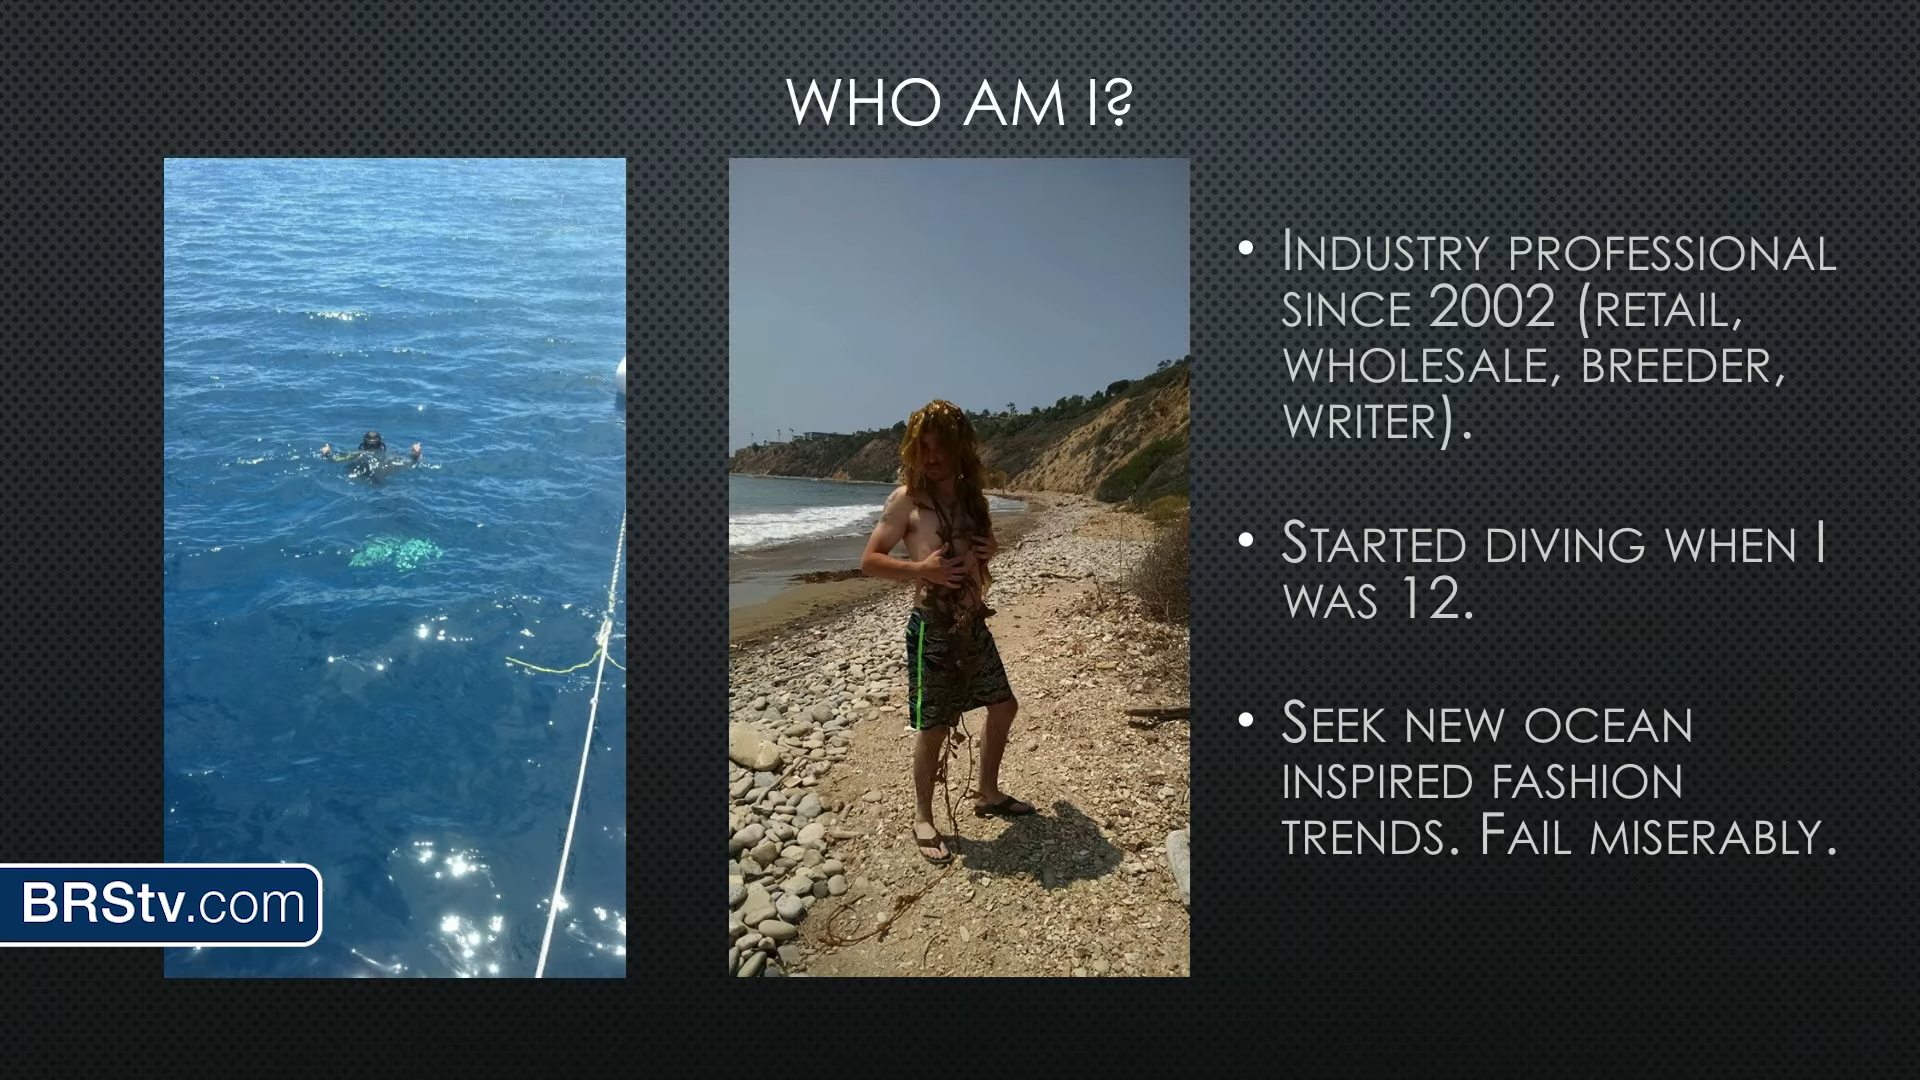 WHO AM I?
• INDUSTRY PROFESSIONAL
SINCE 2002 (RETAIL,
WHOLESALE, BREEDER,
WRITER).
• STARTED DIVING WHEN I
WAS 12.
• SEEK NEW OCEAN
INSPIRED FASHION
TRENDS. FAIL MISERABLY.
BRStv.com